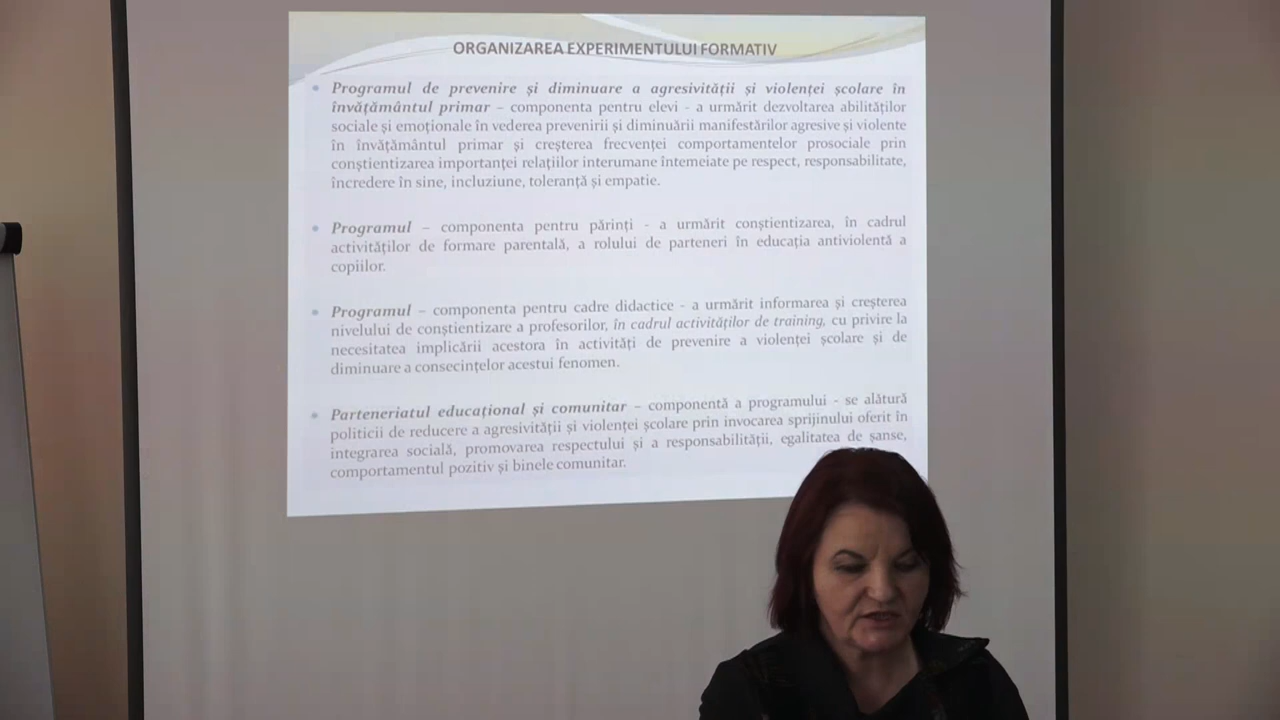 ORGANIZAREA EXPERIMENTULUI FORMATIV
• Programul de prevenire și diminuare a agresivității și violenței școlare în
învățământul primar – componenta pentru elevi - a urmărit dezvoltarea abilităților
sociale și emoționale în vederea prevenirii și diminuării manifestărilor agresive și violente
în învățământul primar și creșterea frecvenței comportamentelor prosociale prin
conștientizarea importanței relațiilor interumane întemeiate pe respect, responsabilitate,
încredere în sine, incluziune, toleranță și empatie.
• Programul – componenta pentru părinți - a urmărit conștientizarea, în cadrul
activităților de formare parentală, a rolului de parteneri în educația antiviolentă a
copiilor.
• Programul – componenta pentru cadre didactice - a urmărit informarea și creșterea
nivelului de conștientizare a profesorilor, în cadrul activităților de training, cu privire la
necesitatea implicării acestora în activități de prevenire a violenței școlare și de
diminuare a consecințelor acestui fenomen.
• Parteneriatul educațional și comunitar – componentă a programului - se alătură
politicii de reducere a agresivității și violenței școlare prin invocarea sprijinului oferit în
integrarea socială, promovarea respectului și a responsabilității, egalitatea de șanse,
comportamentul pozitiv și binele comunitar.